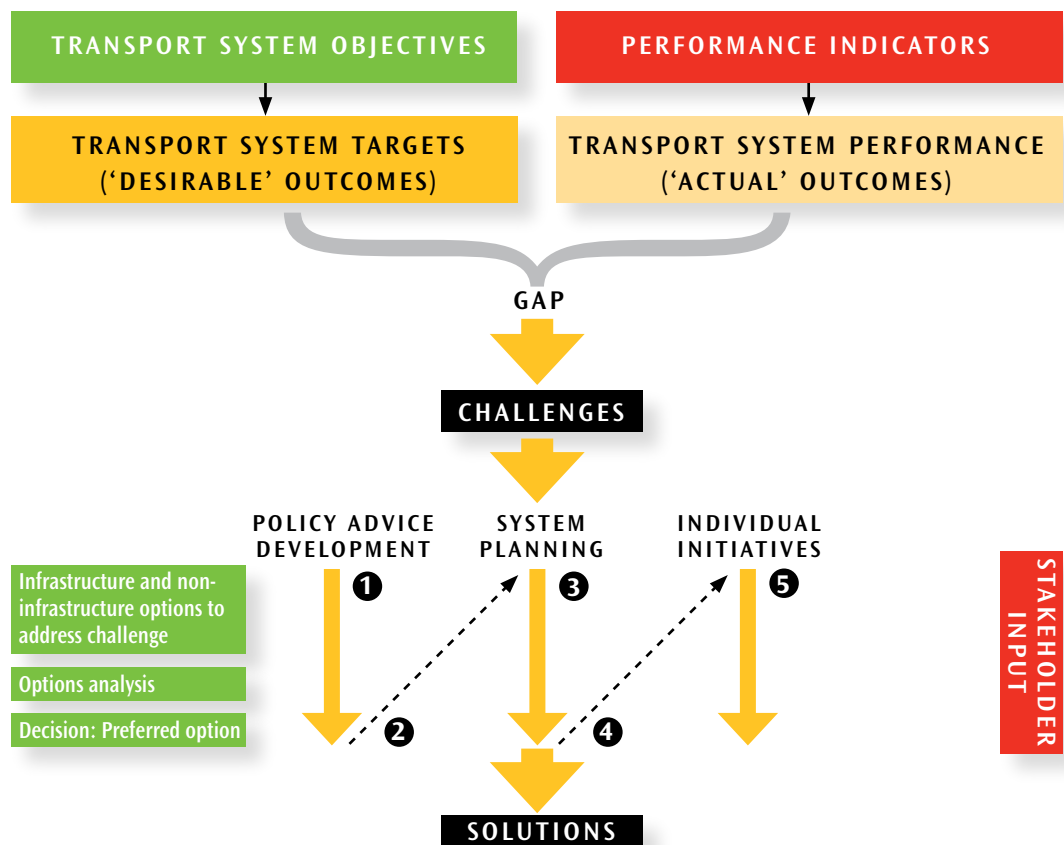 TRANSPORT SYSTEM OBJECTIVES
PERFORMANCE INDICATORS
TRANSPORT SYSTEM TARGETS
(‘DESIRABLE’ OUTCOMES)
TRANSPORT SYSTEM PERFORMANCE
(‘ACTUAL’ OUTCOMES)
GAP
CHALLENGES
POLICY ADVICE
DEVELOPMENT
SYSTEM
PLANNING
INDIVIDUAL
INITIATIVES
1
3
5
Infrastructure and non-
infrastructure options to
address challenge
Options analysis
Decision: Preferred option
2
4
STAKEHOLDER
INPUT
SOLUTIONS